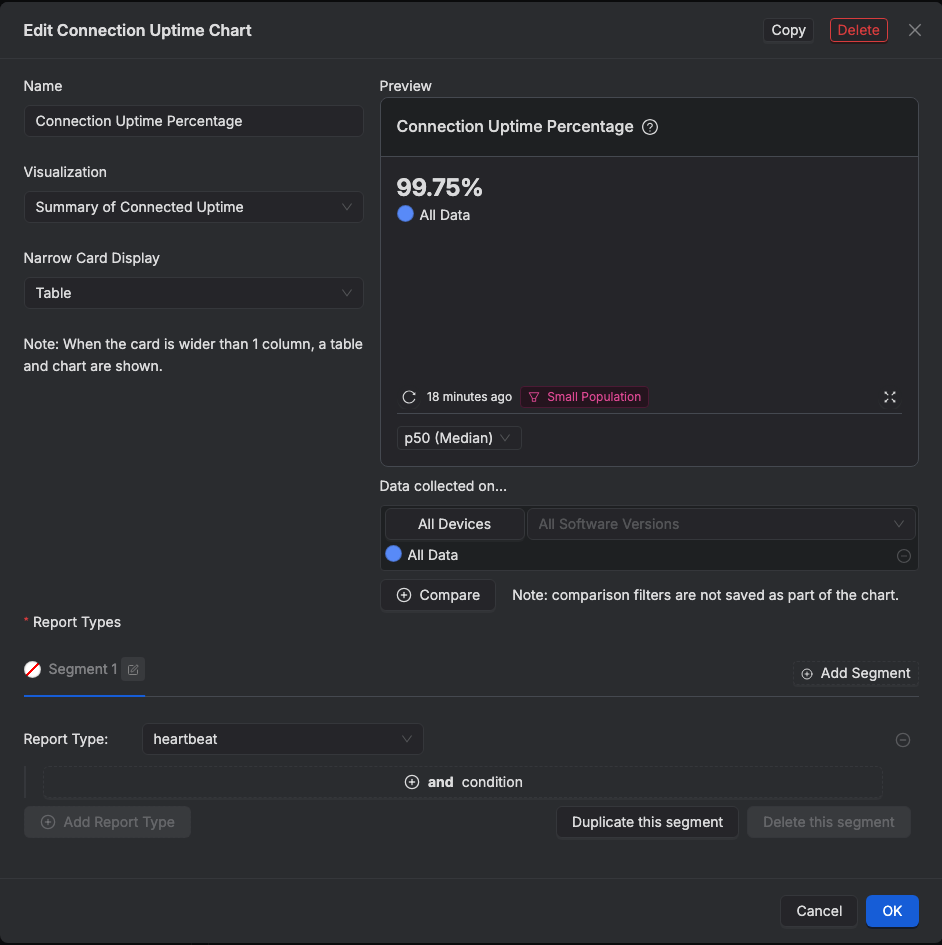 Edit Connection Uptime Chart
Copy
Delete
Name
Connection Uptime Percentage
Visualization
Summary of Connected Uptime
Narrow Card Display
Table
Note: When the card is wider than 1 column, a table
and chart are shown.
Preview
Connection Uptime Percentage
99.75%
All Data
18 minutes ago
Small Population
p50 (Median)
Data collected on...
All Devices
All Software Versions
All Data
Compare
Note: comparison filters are not saved as part of the chart.
* Report Types
Segment 1
Add Segment
Report Type:
heartbeat
and condition
Add Report Type
Duplicate this segment
Delete this segment
Cancel
OK